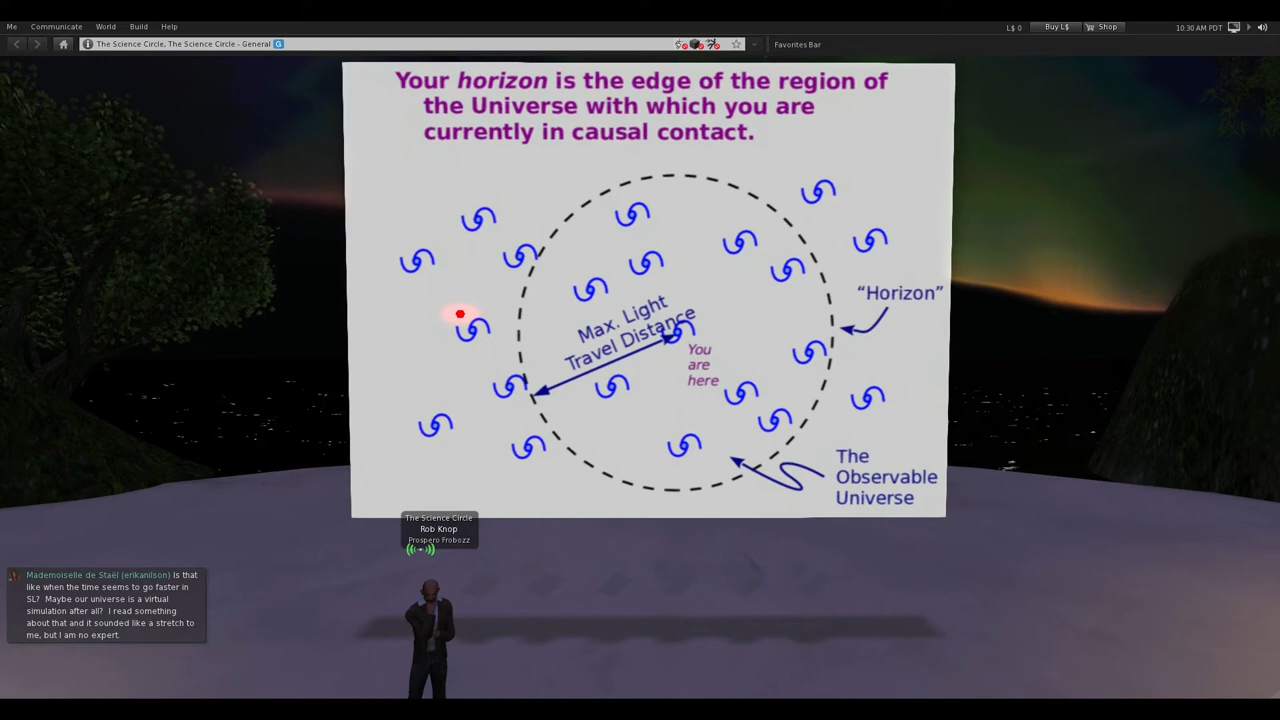 Me Communicate World Build Help L$ 0 Buy L$ Shop 10:30 AM PDT
The Science Circle, The Science Circle - General G Favorites Bar
Your horizon is the edge of the region of
the Universe with which you are
currently in causal contact.
“Horizon”
Max. Light
Travel Distance
You
are
here
The
Observable
Universe
The Science Circle
Rob Knop
Prospero Frobozz
Mademoiselle de Staël (erikanilson) Is that
like when the time seems to go faster in
SL? Maybe our universe is a virtual
simulation after all? I read something
about that and it sounded like a stretch to
me, but I am no expert.